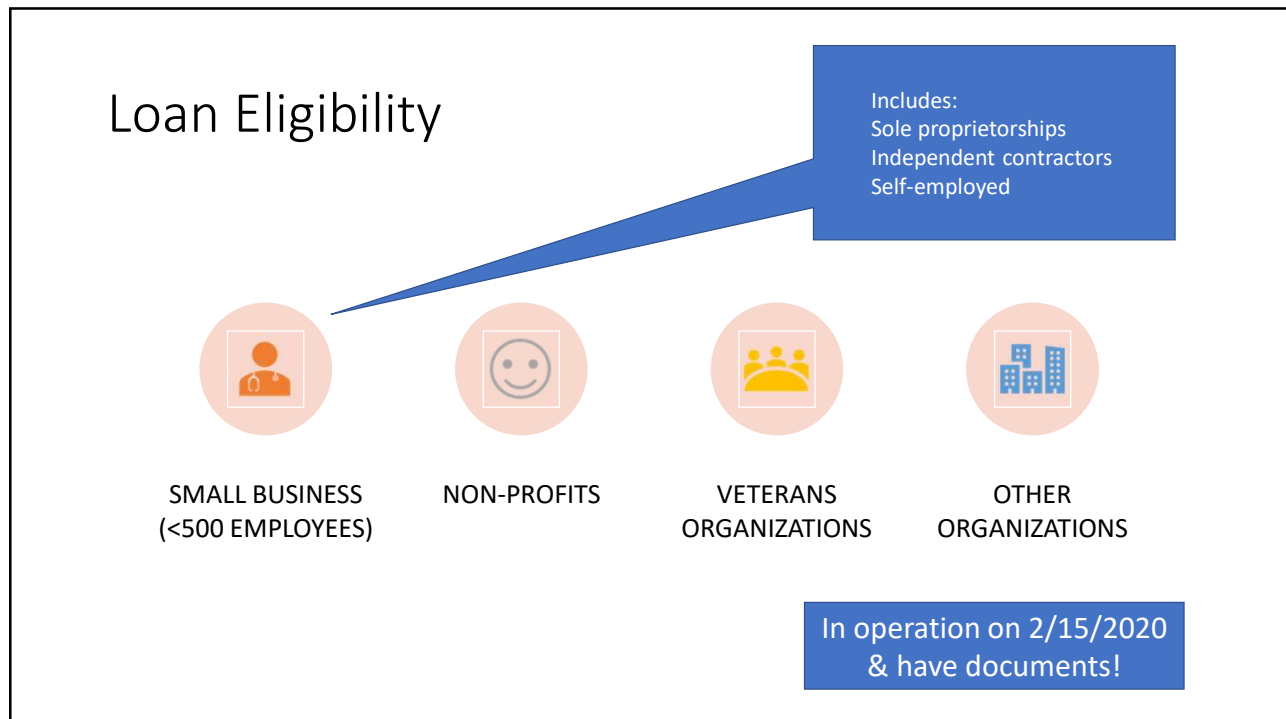 Loan Eligibility
Includes:
Sole proprietorships
Independent contractors
Self-employed
SMALL BUSINESS
(<500 EMPLOYEES)
NON-PROFITS
VETERANS
ORGANIZATIONS
OTHER
ORGANIZATIONS
In operation on 2/15/2020
& have documents!